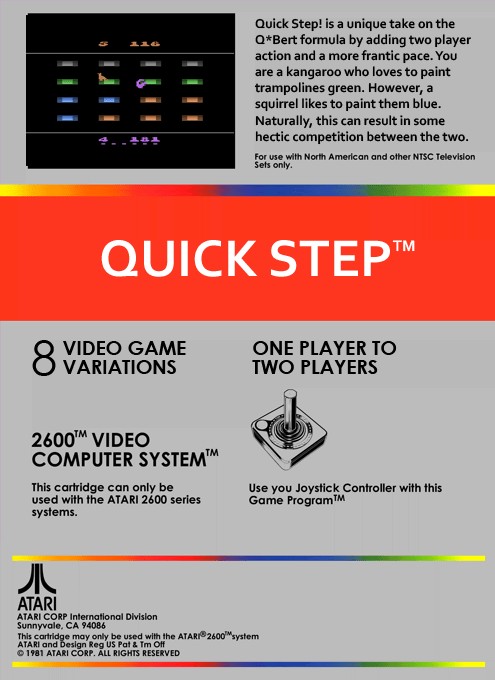 5 116
4 181
Quick Step! is a unique take on the
Q*Bert formula by adding two player
action and a more frantic pace. You
are a kangaroo who loves to paint
trampolines green. However, a
squirrel likes to paint them blue.
Naturally, this can result in some
hectic competition between the two.
For use with North American and other NTSC Television
Sets only.
QUICK STEP™
8 VIDEO GAME
VARIATIONS
ONE PLAYER TO
TWO PLAYERS
2600™ VIDEO
COMPUTER SYSTEM™
This cartridge can only be
used with the ATARI 2600 series
systems.
Use you Joystick Controller with this
Game Program™
ATARI
ATARI CORP International Division
Sunnyvale, CA 94086
This cartridge may only be used with the ATARI®2600™system
ATARI and Design Reg US Pat & Tm Off
© 1981 ATARI CORP. ALL RIGHTS RESERVED